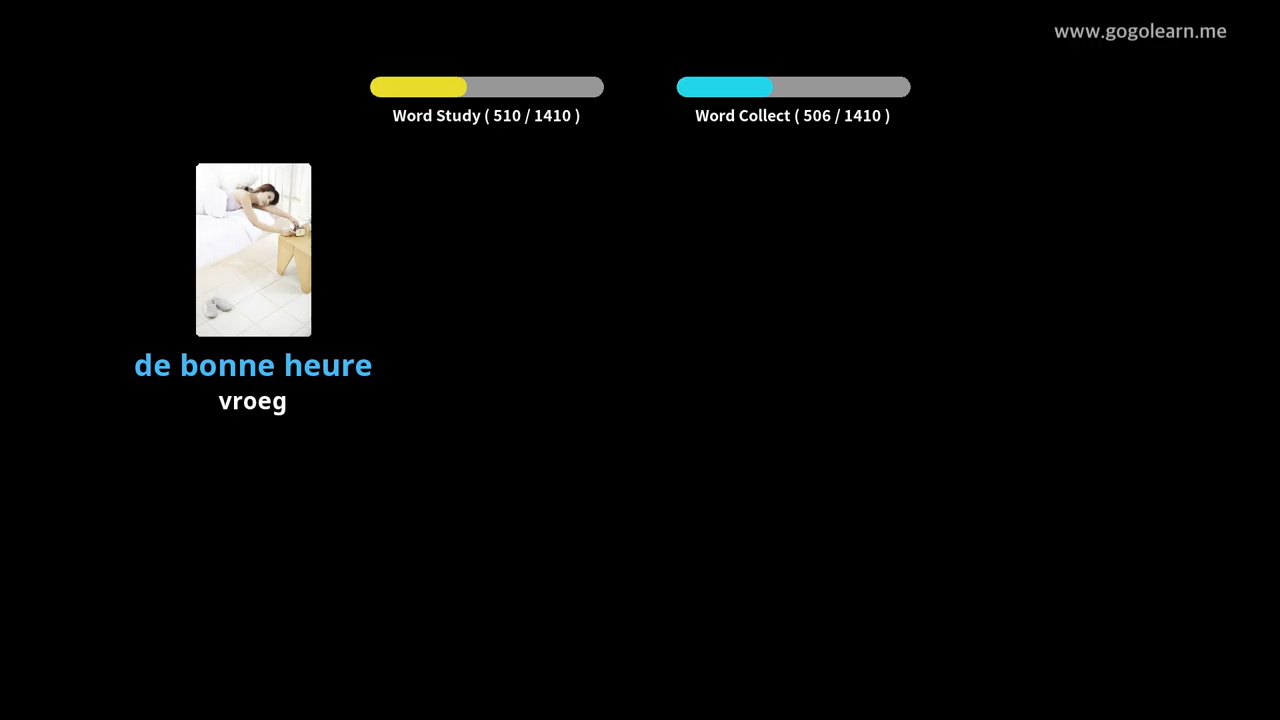 www.gogolearn.me
Word Study ( 510 / 1410 )
Word Collect ( 506 / 1410 )
de bonne heure
vroeg